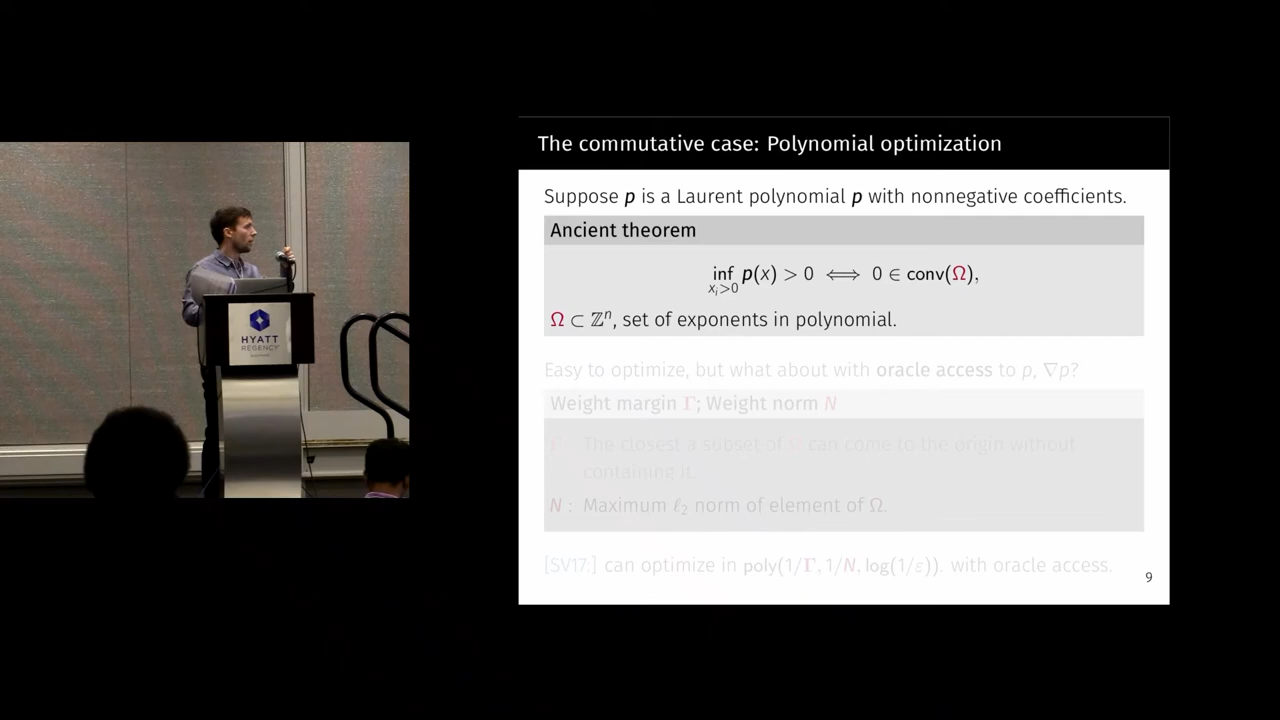 The commutative case: Polynomial optimization
Suppose p is a Laurent polynomial p with nonnegative coefficients.
Ancient theorem
inf p(x) > 0 ⟺ 0 ∈ conv(Ω),
xᵢ>0
Ω ⊂ ℤⁿ, set of exponents in polynomial.
Easy to optimize, but what about with oracle access to p, ∇p?
Weight margin Γ; Weight norm N
Γ : The closest a subset of Ω can come to the origin without
containing it.
N : Maximum ℓ₂ norm of element of Ω.
[SV17:] can optimize in poly(1/Γ, 1/N, log(1/ε)). with oracle access.
9
HYATT
REGENCY